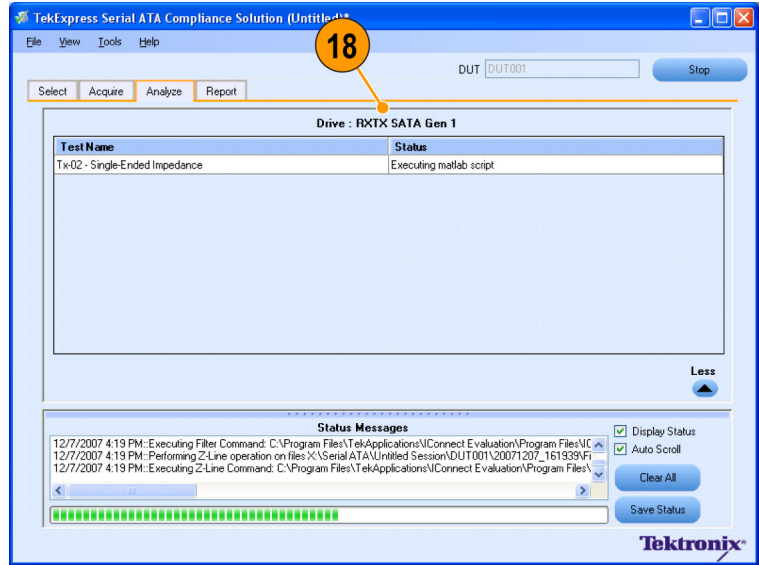 TekExpress Serial ATA Compliance Solution (Untitled)*
18
File View Tools Help
DUT DUT001 Stop
Select Acquire Analyze Report
Drive : RXTX SATA Gen 1
Test Name Status
Tx-02 - Single-Ended Impedance Executing matlab script
Less
Status Messages
12/7/2007 4:19 PM::Executing Filter Command: C:\Program Files\TekApplications\IConnect Evaluation\Program Files\IC
12/7/2007 4:19 PM::Performing Z-Line operation on files X:\Serial ATA\Untitled Session\DUT001\20071207_161939\Fi
12/7/2007 4:19 PM::Executing Z-Line Command: C:\Program Files\TekApplications\IConnect Evaluation\Program Files\
Display Status
Auto Scroll
Clear All
Save Status
Tektronix